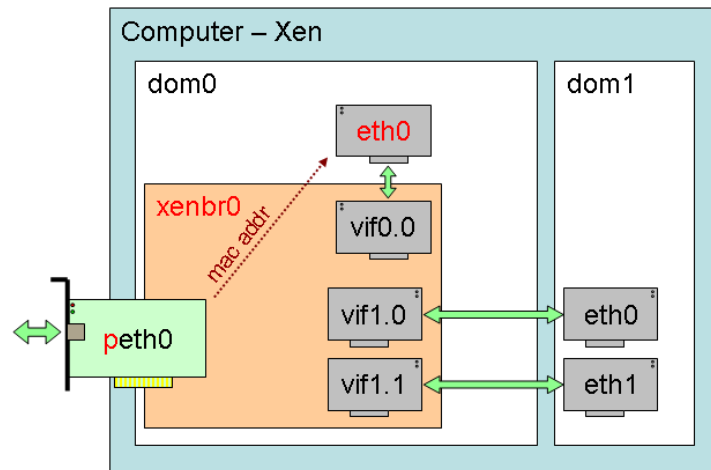 Computer – Xen
dom0
dom1
eth0
xenbr0
mac addr
vif0.0
peth0
vif1.0
eth0
vif1.1
eth1